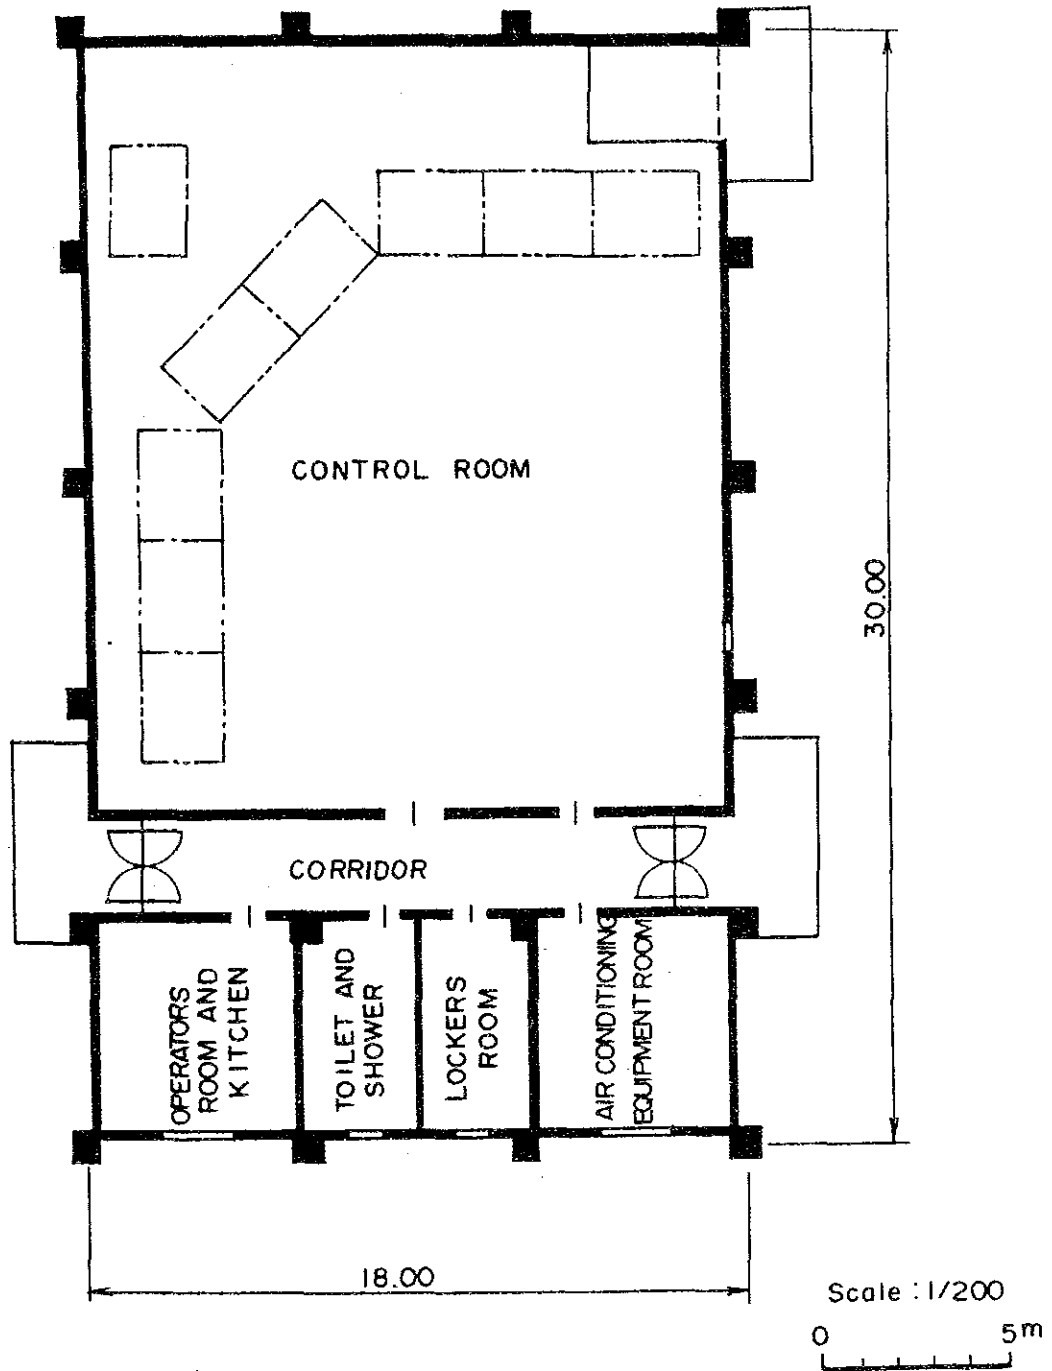 CONTROL ROOM
30.00
CORRIDOR
OPERATORS
ROOM AND
KITCHEN
TOILET AND
SHOWER
LOCKERS
ROOM
AIR CONDITIONING
EQUIPMENT ROOM
18.00
Scale : 1/200
0 5m